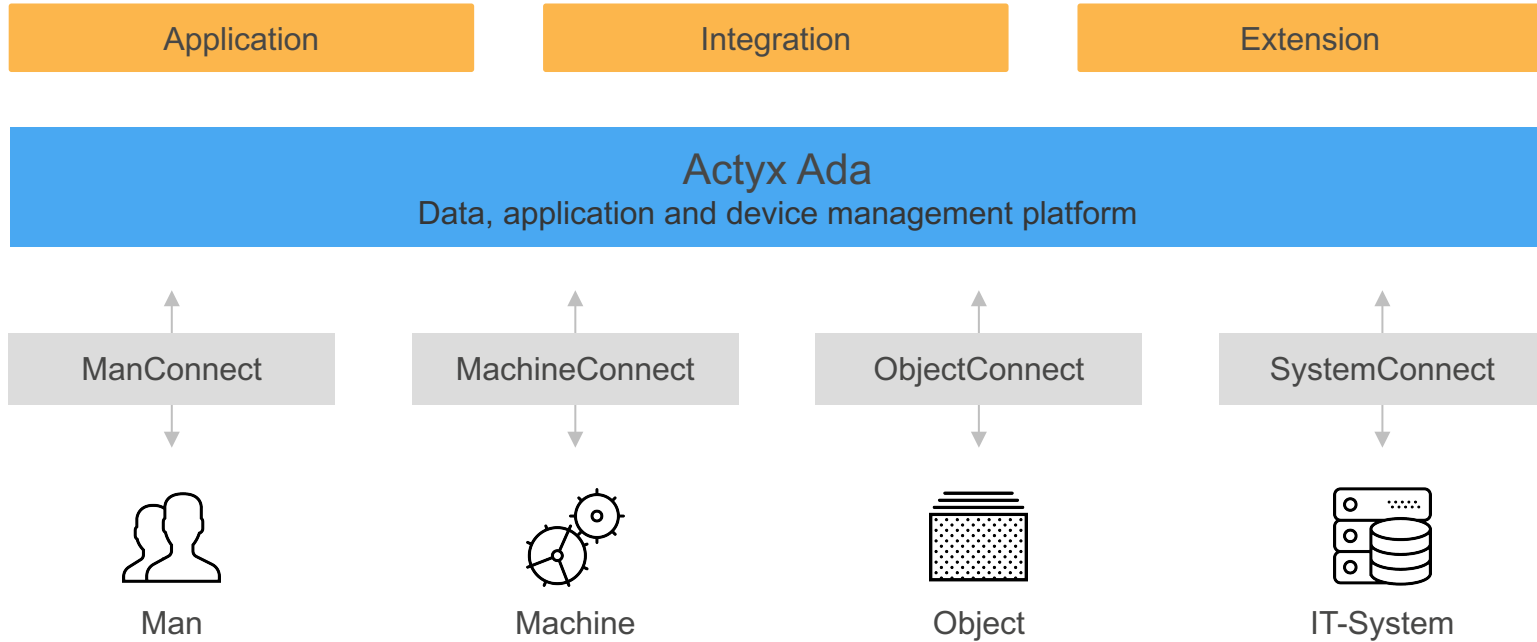 Application
Integration
Extension
Actyx Ada
Data, application and device management platform
ManConnect
MachineConnect
ObjectConnect
SystemConnect
Man
Machine
Object
IT-System